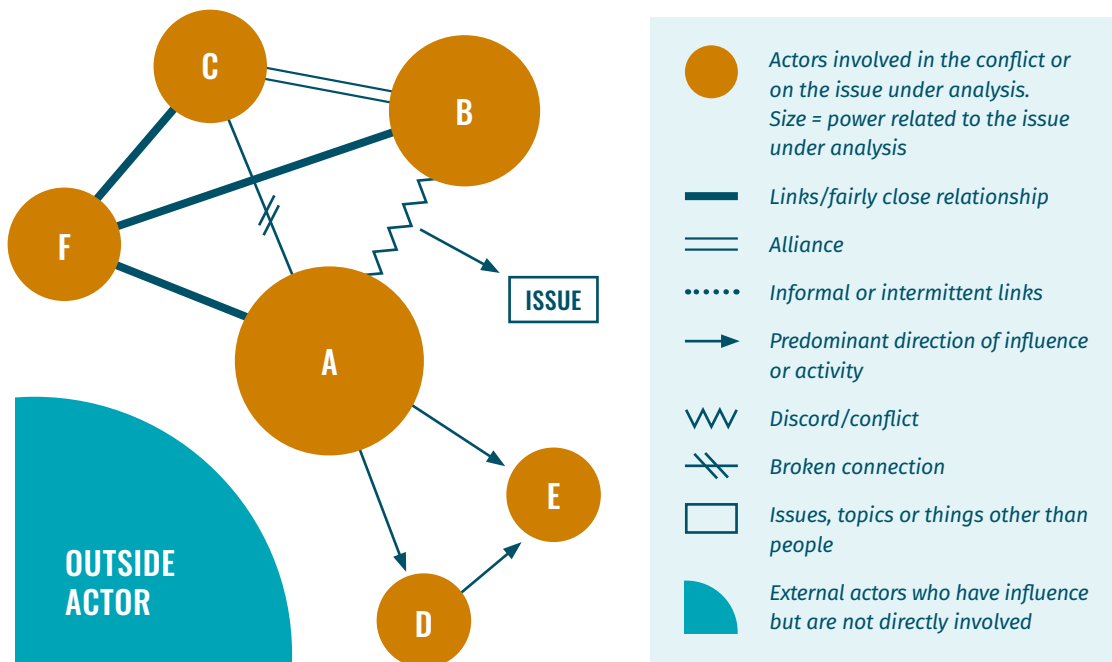 C
B
F
A
ISSUE
E
D
OUTSIDE
ACTOR
Actors involved in the conflict or
on the issue under analysis.
Size = power related to the issue
under analysis
Links/fairly close relationship
Alliance
Informal or intermittent links
Predominant direction of influence
or activity
Discord/conflict
Broken connection
Issues, topics or things other than
people
External actors who have influence
but are not directly involved